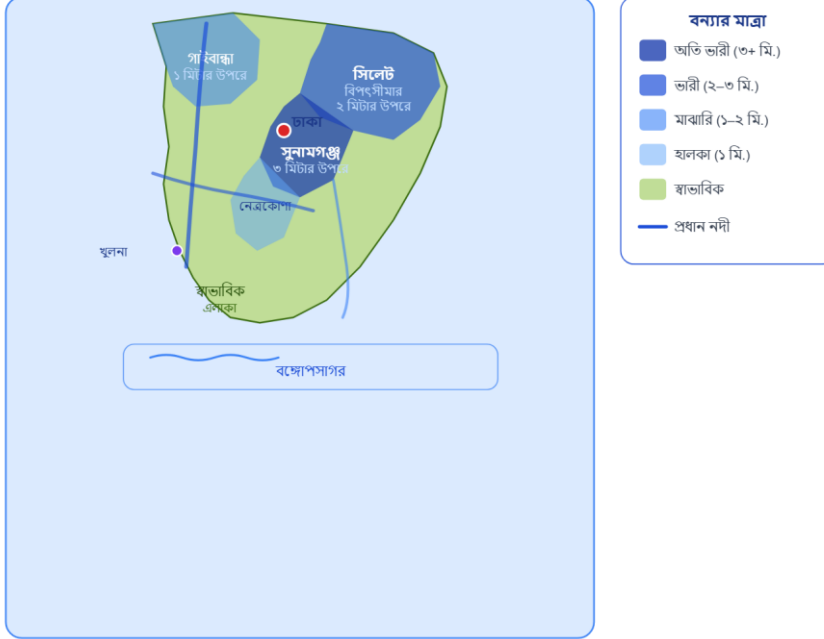 গাইবান্ধা
১ মিটার উপরে
সিলেট
বিপৎসীমার
২ মিটার উপরে
ঢাকা
সুনামগঞ্জ
৩ মিটার উপরে
নেত্রকোণা
খুলনা
স্বাভাবিক
এলাকা
বঙ্গোপসাগর
বন্যার মাত্রা
অতি ভারী (৩+ মি.)
ভারী (২–৩ মি.)
মাঝারি (১–২ মি.)
হালকা (১ মি.)
স্বাভাবিক
প্রধান নদী